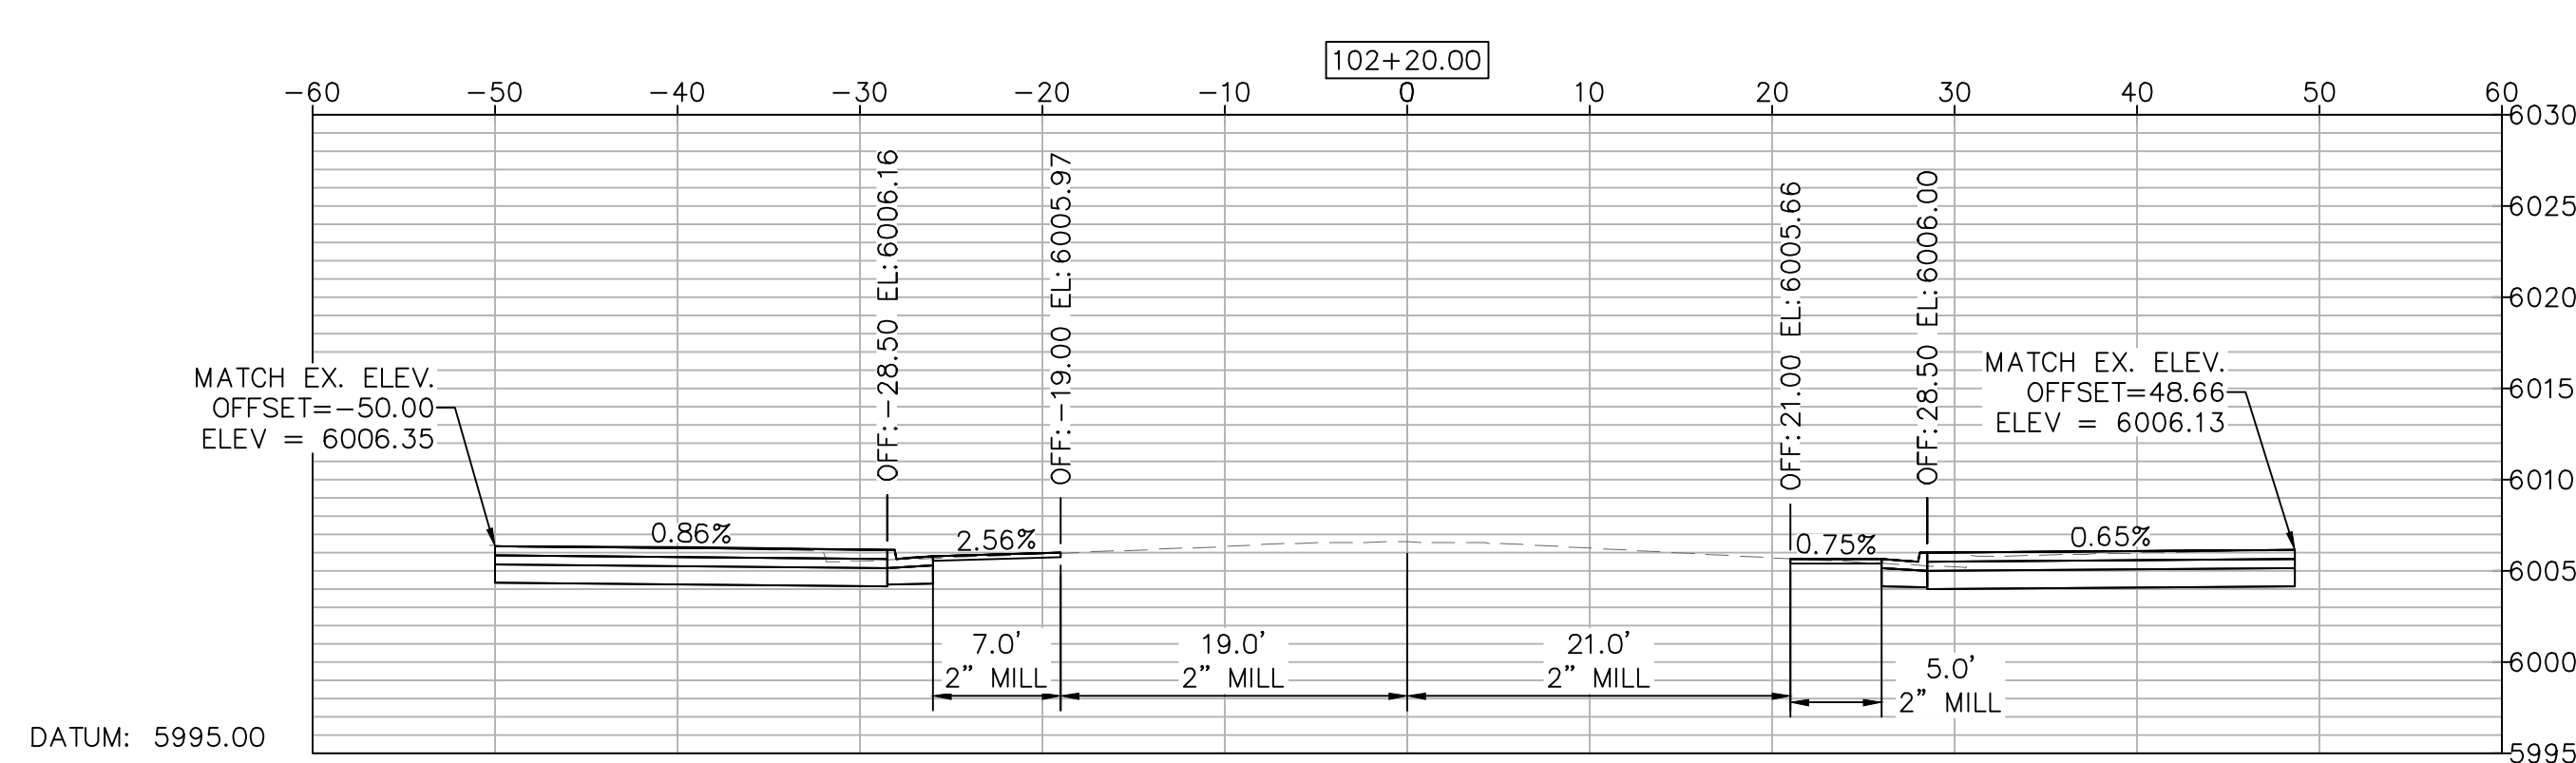 102+20.00
-60 -50 -40 -30 -20 -10 0 10 20 30 40 50 60
6030
6025
6020
6015
6010
6005
6000
5995
OFF:-28.50 EL:6006.16
OFF:-19.00 EL:6005.97
OFF:21.00 EL:6005.66
OFF:28.50 EL:6006.00
MATCH EX. ELEV.
OFFSET=-50.00
ELEV = 6006.35
MATCH EX. ELEV.
OFFSET=48.66
ELEV = 6006.13
0.86%
2.56%
0.75%
0.65%
7.0'
2" MILL
19.0'
2" MILL
21.0'
2" MILL
5.0'
2" MILL
DATUM: 5995.00